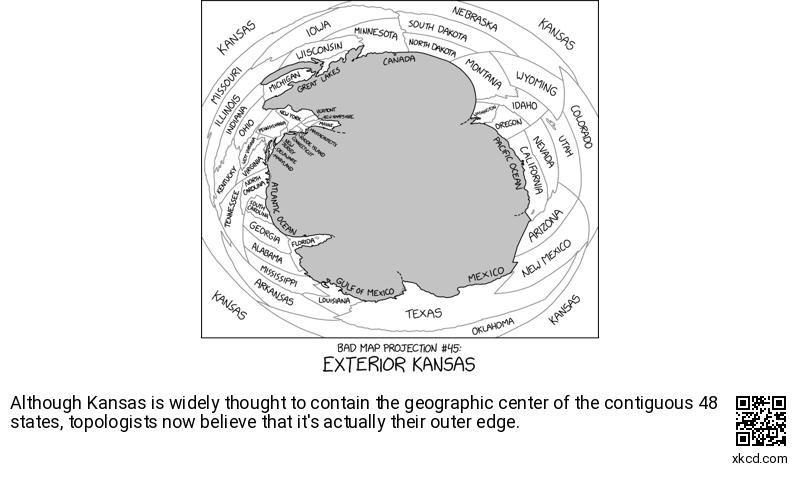 KANSAS
IOWA
MINNESOTA
SOUTH DAKOTA
NEBRASKA
KANSAS
WISCONSIN
NORTH DAKOTA
MISSOURI
MICHIGAN
GREAT LAKES
CANADA
MONTANA
WYOMING
ILLINOIS
INDIANA
OHIO
NEW YORK
VERMONT
NEW HAMPSHIRE
MAINE
WASHINGTON
IDAHO
COLORADO
PENNSYLVANIA
MASSACHUSETTS
RHODE ISLAND
CONNECTICUT
NEW
JERSEY
DELAWARE
MARYLAND
OREGON
NEVADA
UTAH
WEST VIRGINIA
VIRGINIA
KENTUCKY
PACIFIC OCEAN
CALIFORNIA
NORTH
CAROLINA
TENNESSEE
ATLANTIC OCEAN
SOUTH
CAROLINA
GEORGIA
FLORIDA
ARIZONA
ALABAMA
NEW MEXICO
MISSISSIPPI
GULF OF MEXICO
MEXICO
ARKANSAS
LOUISIANA
KANSAS
TEXAS
OKLAHOMA
KANSAS
BAD MAP PROJECTION #45:
EXTERIOR KANSAS
Although Kansas is widely thought to contain the geographic center of the contiguous 48
states, topologists now believe that it's actually their outer edge.
xkcd.com